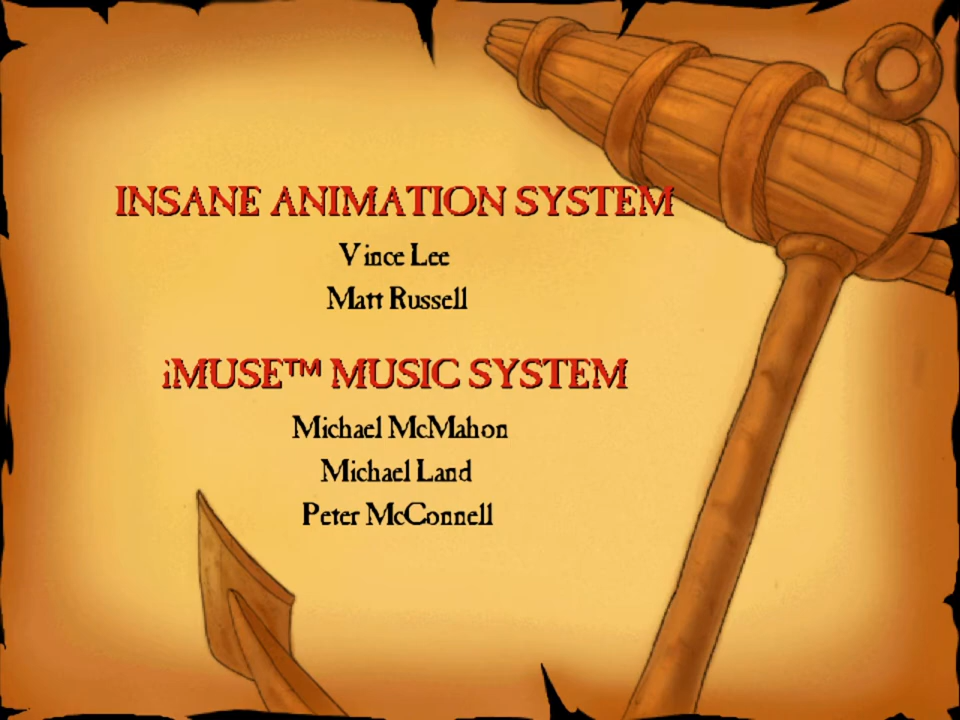 INSANE ANIMATION SYSTEM
Vince Lee
Matt Russell
iMUSE™ MUSIC SYSTEM
Michael McMahon
Michael Land
Peter McConnell